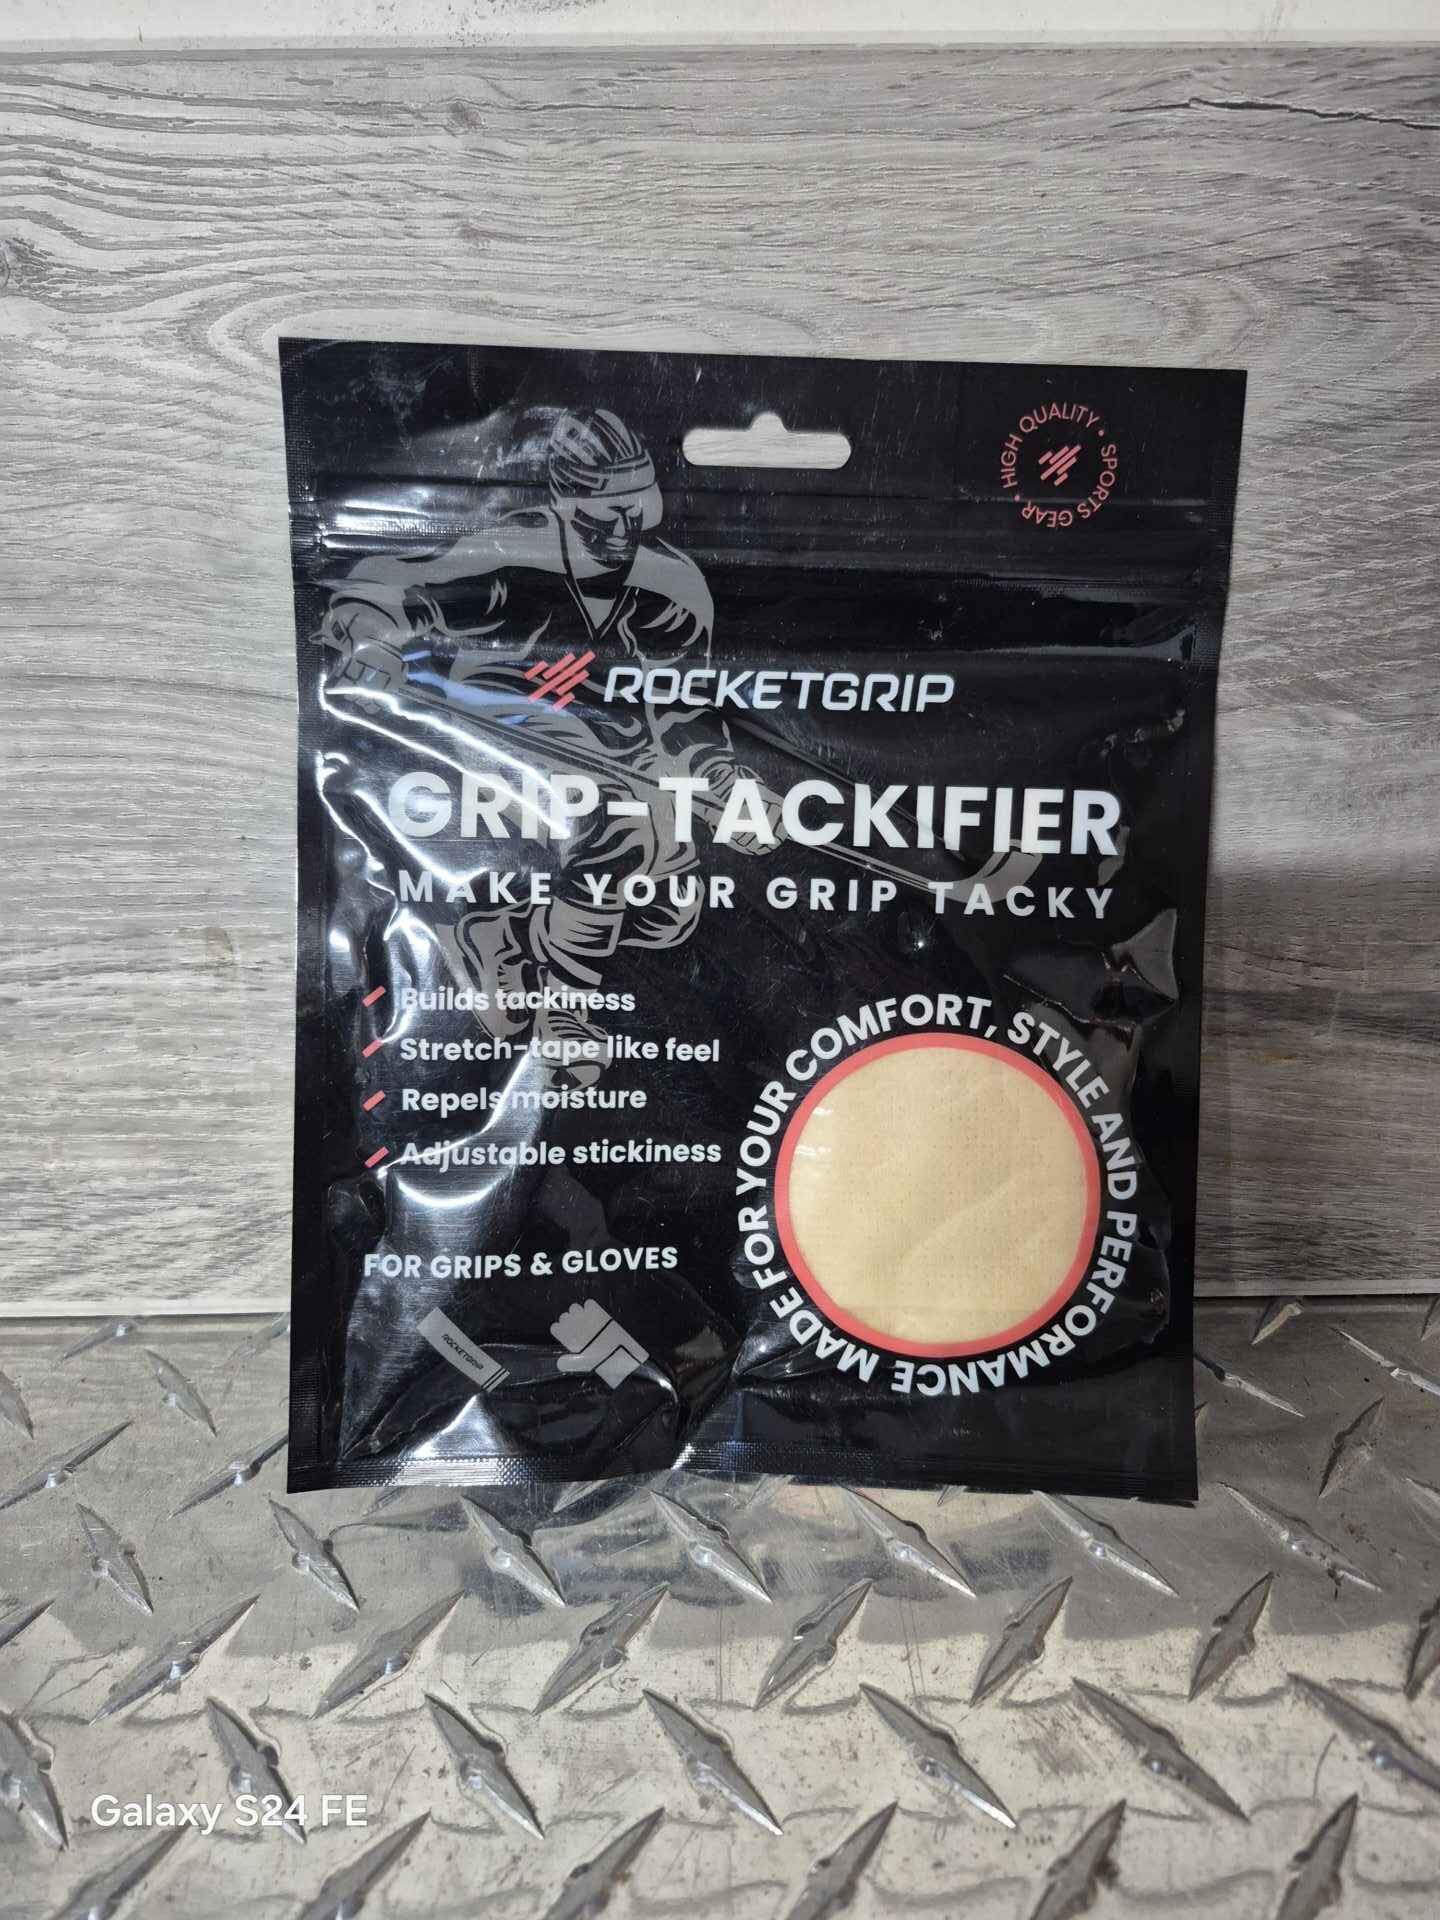 HIGH QUALITY • SPORTS GEAR •
ROCKETGRIP
GRIP-TACKIFIER
MAKE YOUR GRIP TACKY
Builds tackiness
Stretch-tape like feel
Repels moisture
Adjustable stickiness
MADE FOR YOUR COMFORT, STYLE AND PERFORMANCE
FOR GRIPS & GLOVES
ROCKETGRIP
Galaxy S24 FE